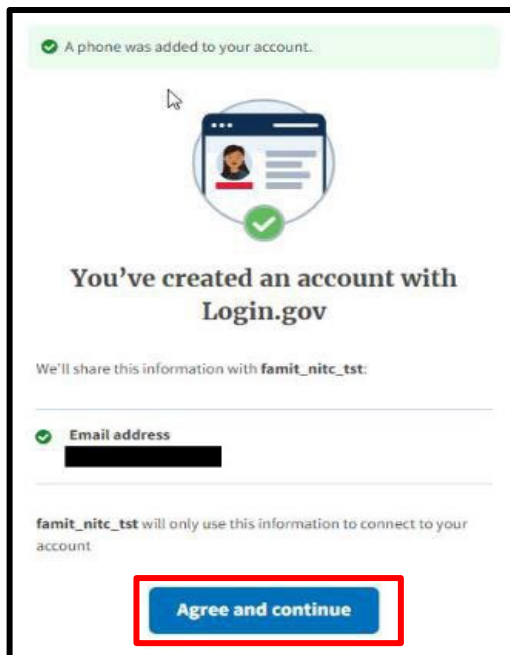 A phone was added to your account.
You’ve created an account with
Login.gov
We’ll share this information with famit_nitc_tst:
Email address
famit_nitc_tst will only use this information to connect to your
account
Agree and continue